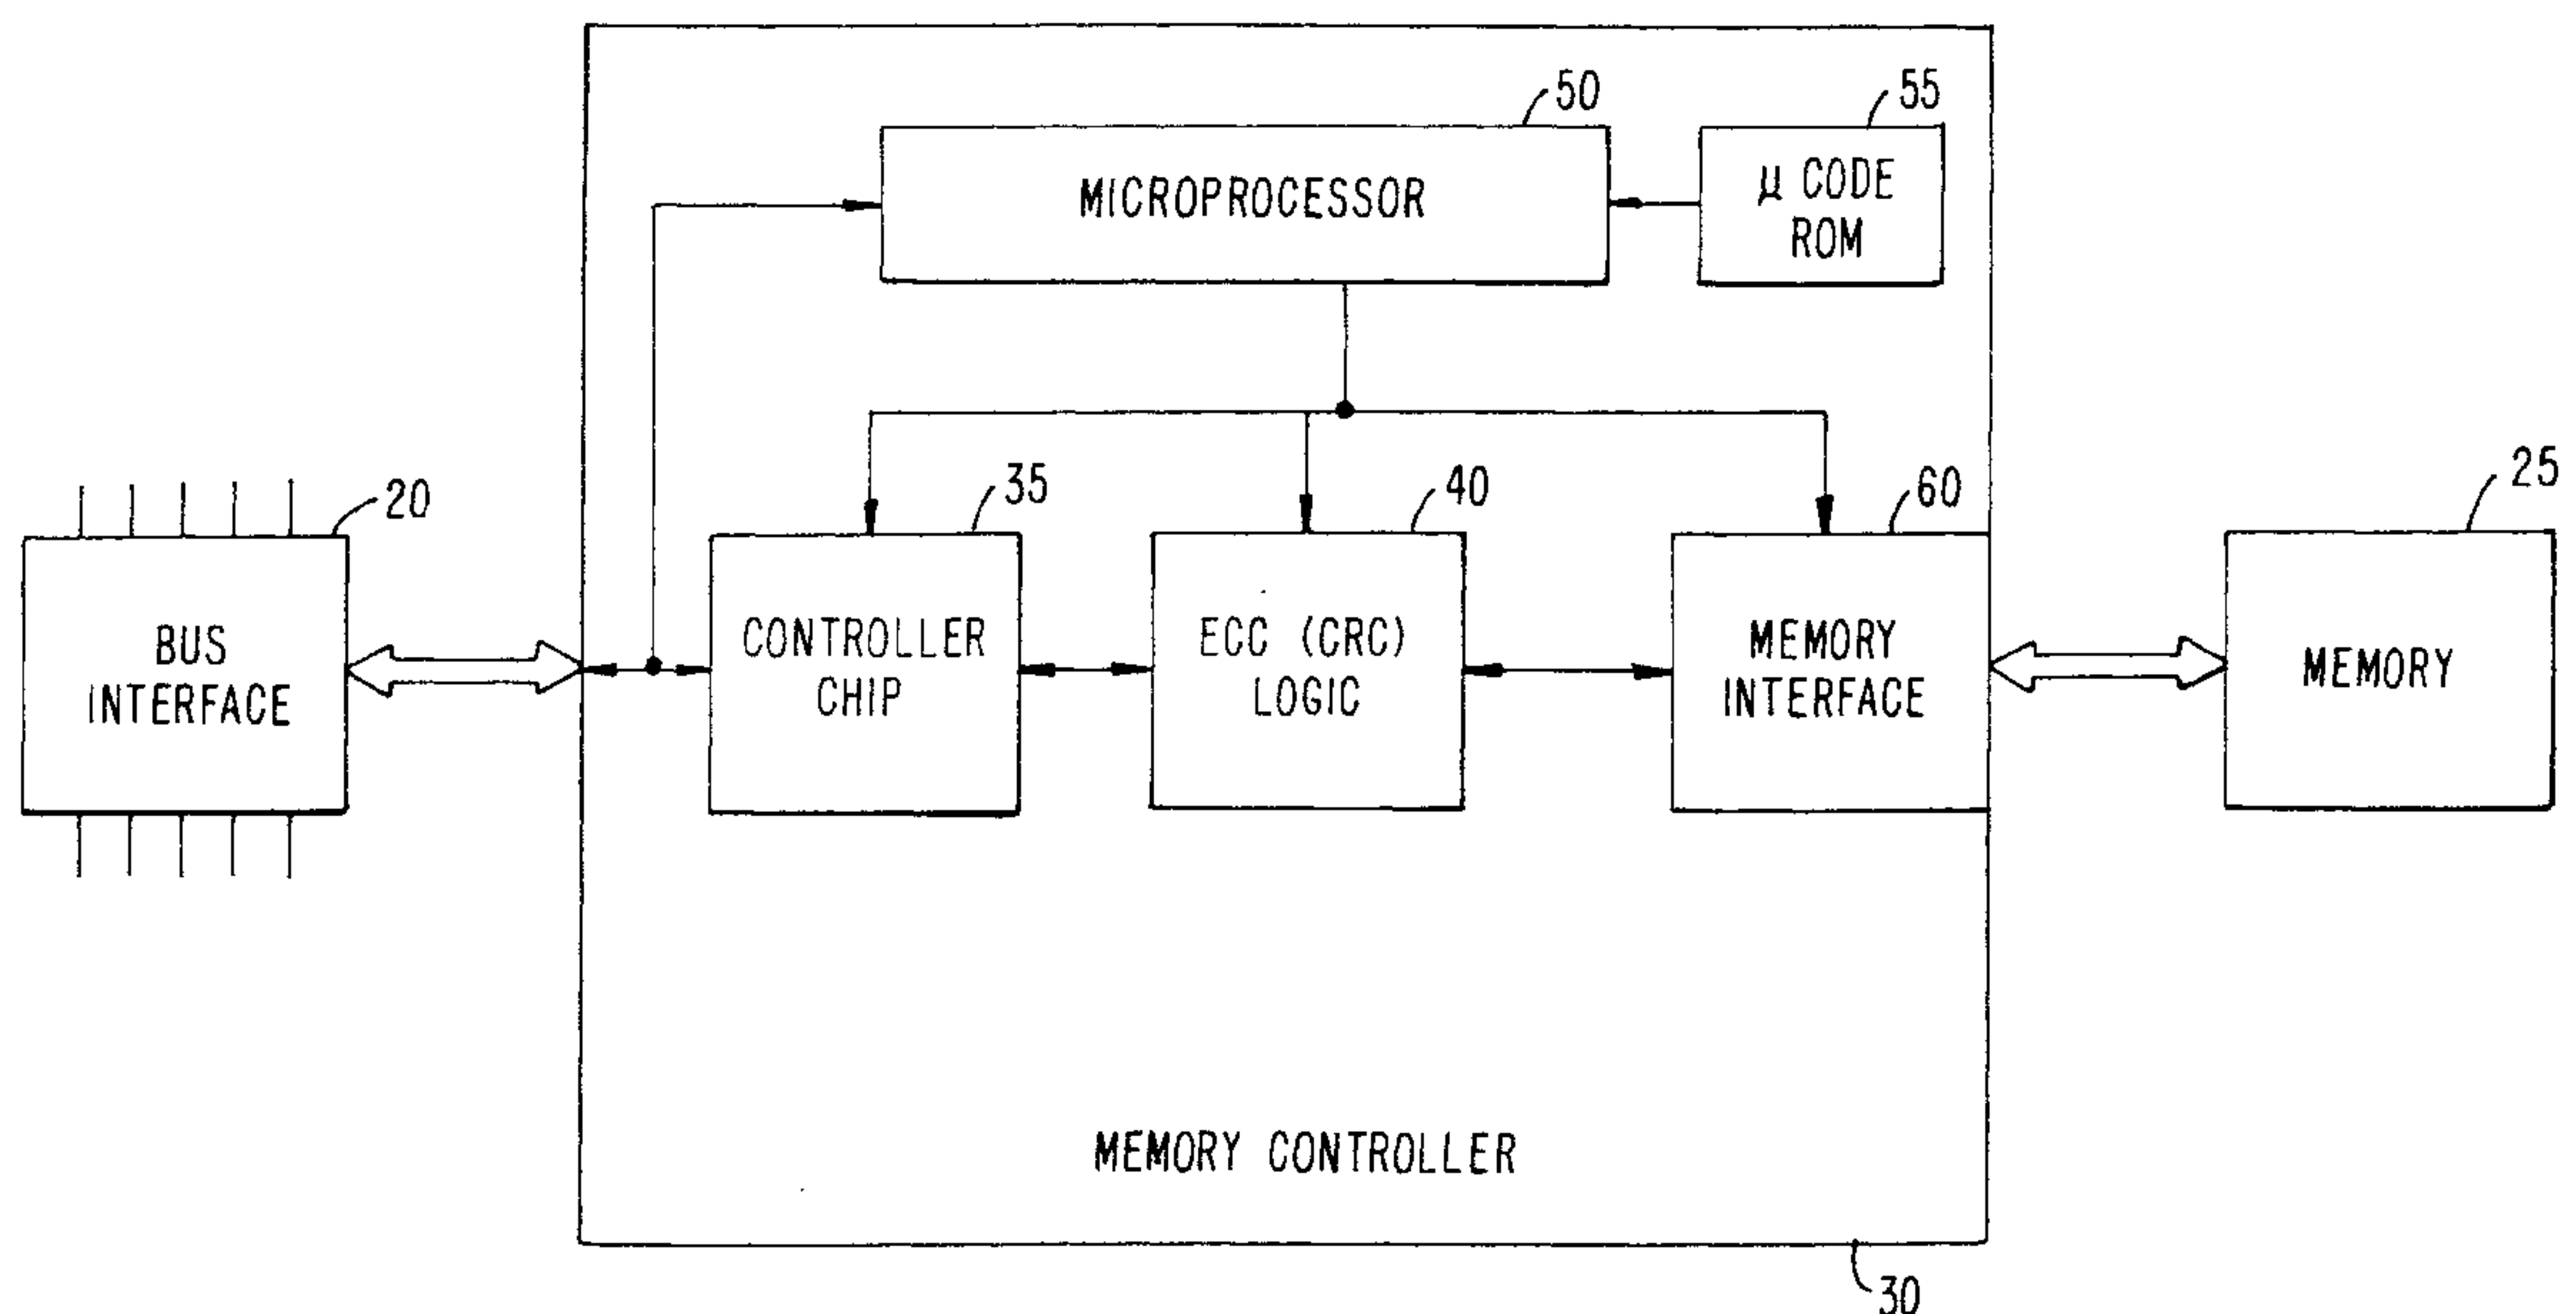 50
55
MICROPROCESSOR
μ CODE
ROM
20
35
40
60
25
BUS
INTERFACE
CONTROLLER
CHIP
ECC (CRC)
LOGIC
MEMORY
INTERFACE
MEMORY
MEMORY CONTROLLER
30